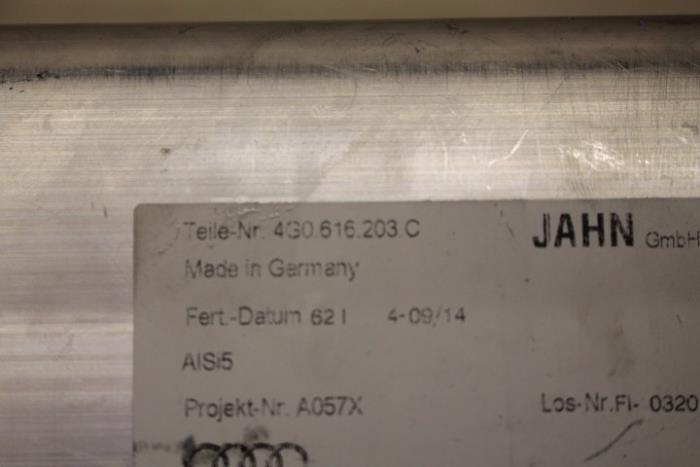 Teile-Nr. 4G0.616.203.C JAHN GmbH
Made in Germany
Fert.-Datum 62 I 4-09/14
AlSi5
Projekt-Nr. A057X Los-Nr.Fl- 0320